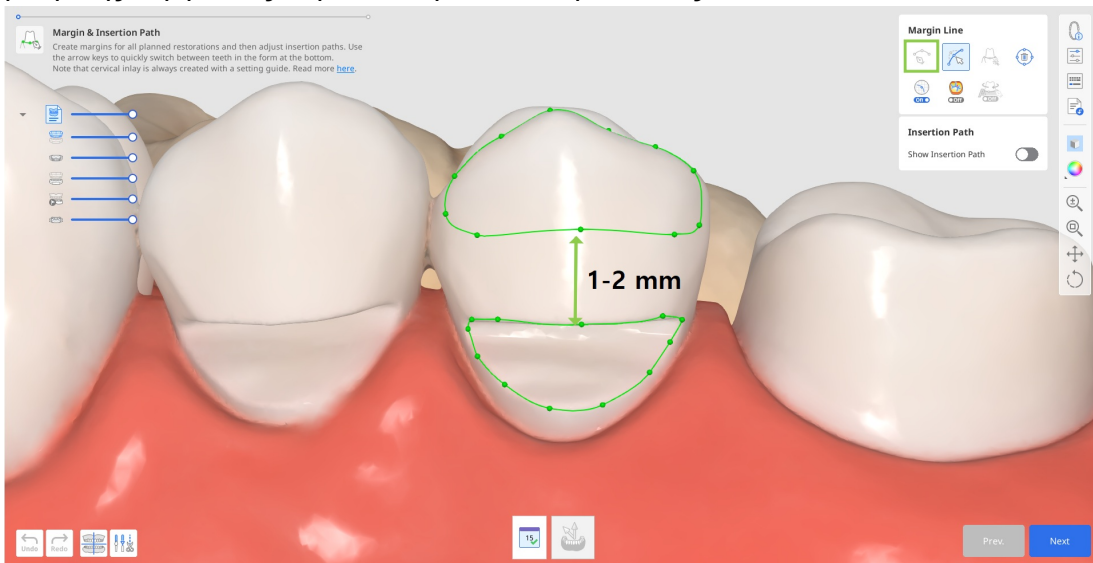 Margin & Insertion Path
Create margins for all planned restorations and then adjust insertion paths. Use
the arrow keys to quickly switch between teeth in the form at the bottom.
Note that cervical inlay is always created with a setting guide. Read more here.
Margin Line
Off
Off
Off
Insertion Path
Show Insertion Path
1-2 mm
15
Undo
Redo
Prev.
Next